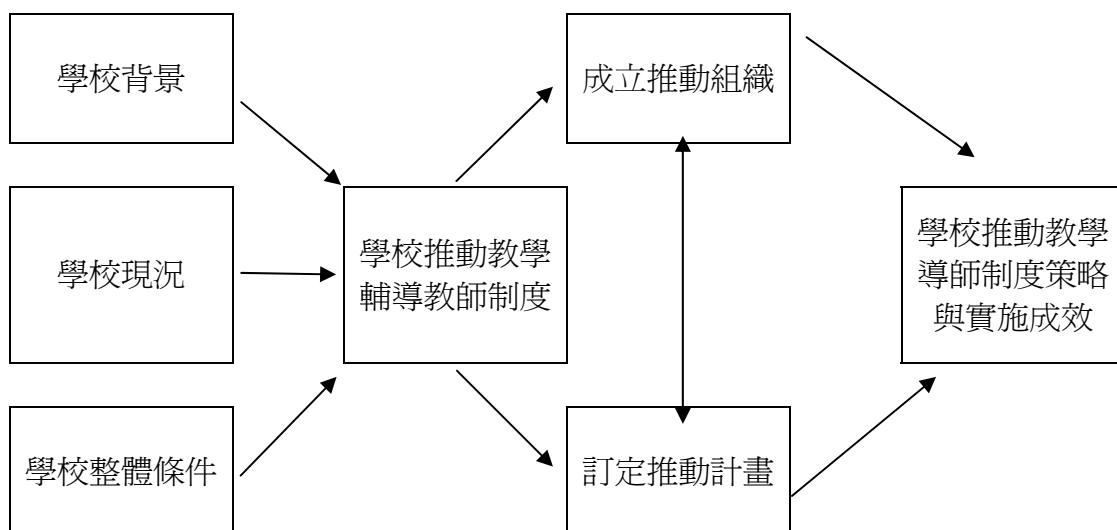 學校背景
成立推動組織
學校現況
學校推動教學
輔導教師制度
學校推動教學
導師制度策略
與實施成效
學校整體條件
訂定推動計畫